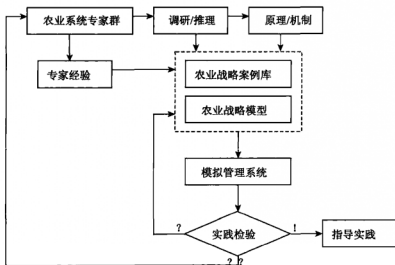 农业系统专家群
调研/推理
原理/机制
专家经验
农业战略案例库
农业战略模型
模拟管理系统
?
实践检验
!
指导实践
??